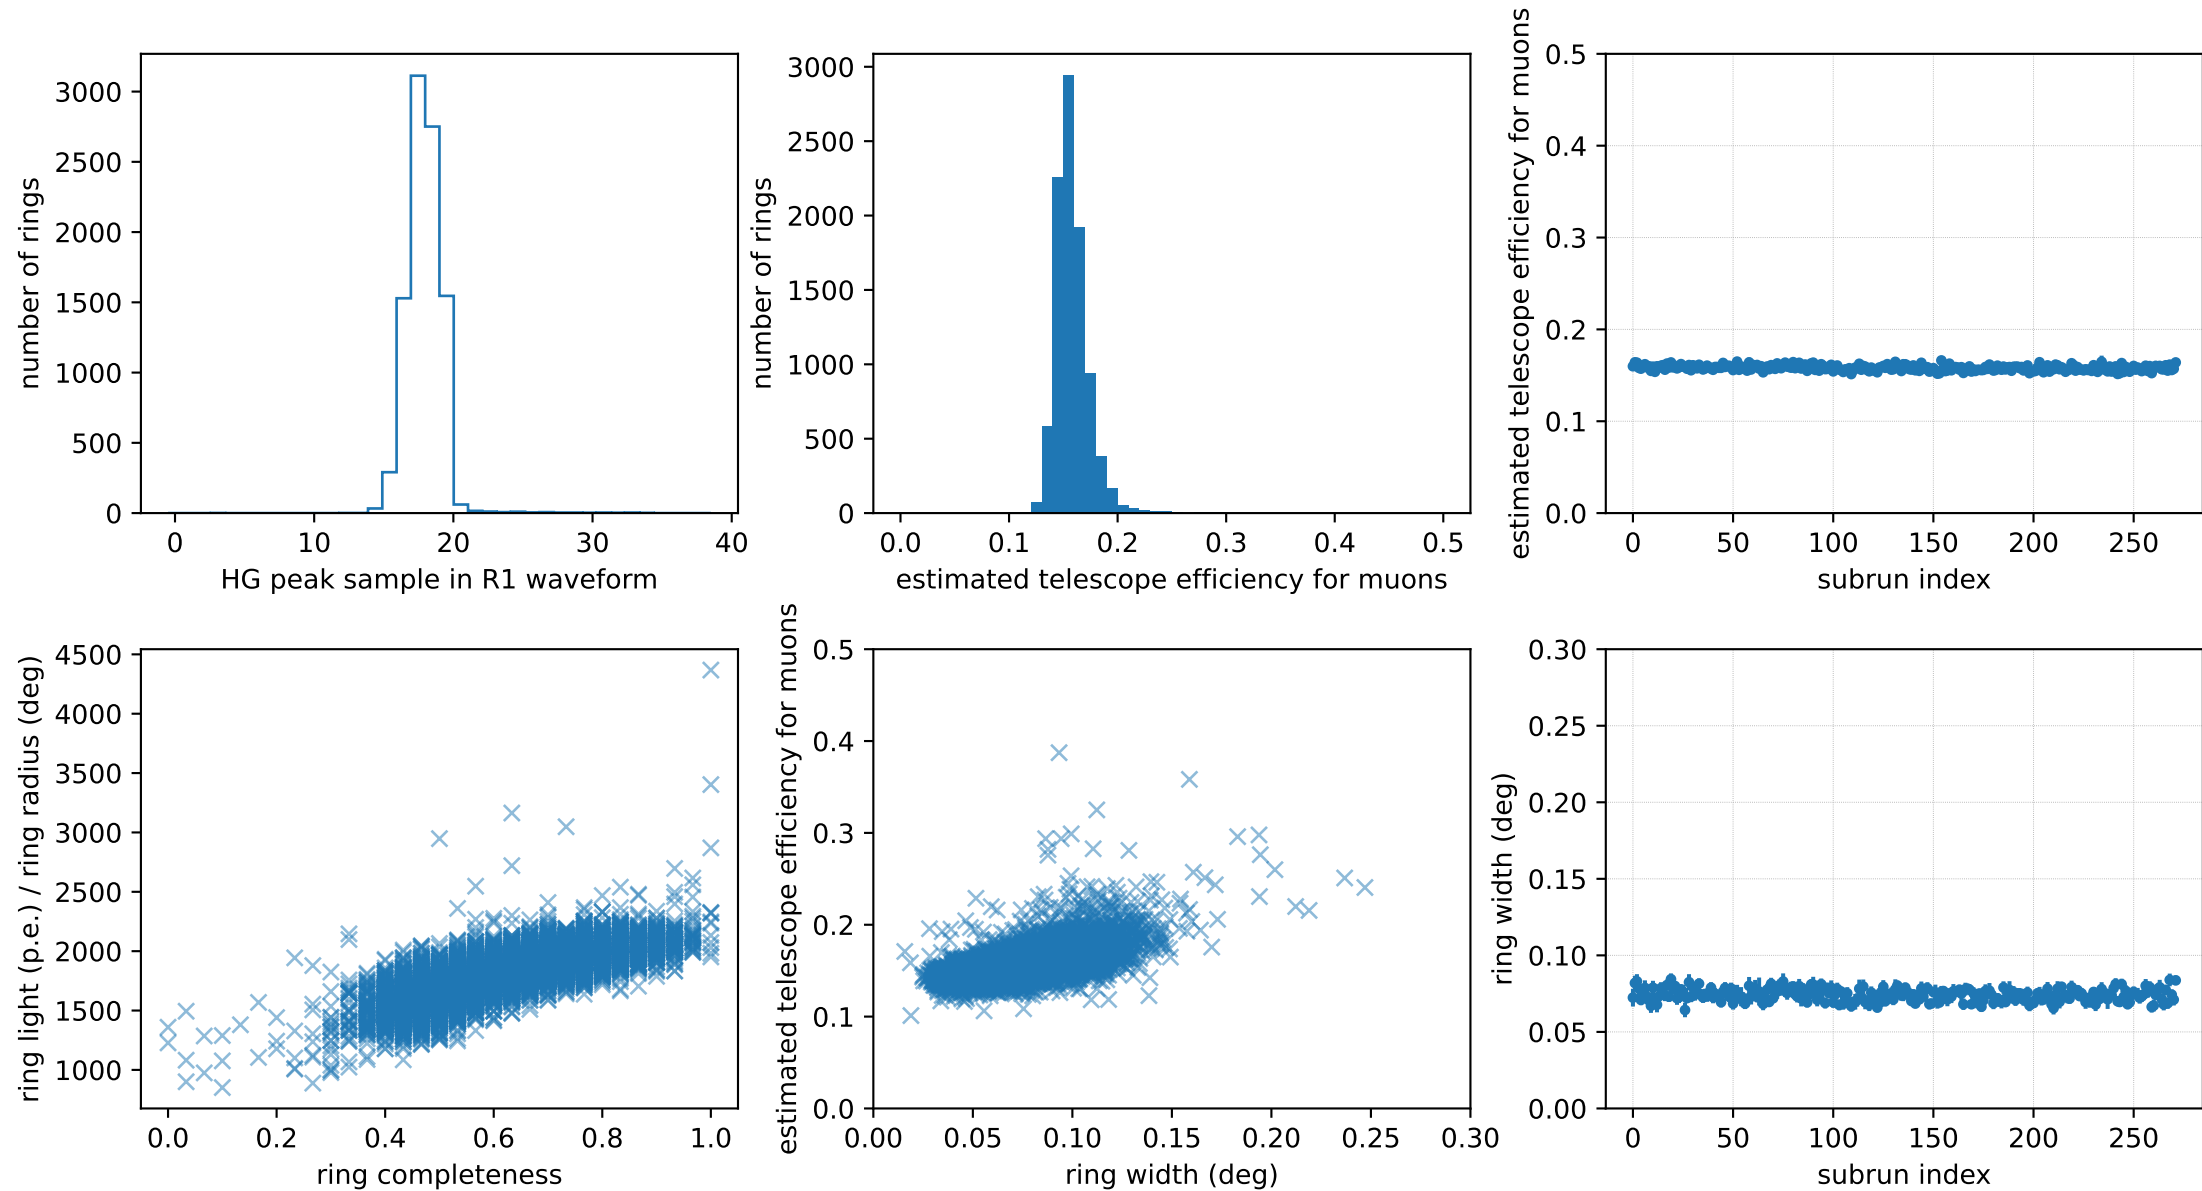 0
500
1000
1500
2000
2500
3000
number of rings
0 10 20 30 40
HG peak sample in R1 waveform
0
500
1000
1500
2000
2500
3000
number of rings
0.0 0.1 0.2 0.3 0.4 0.5
estimated telescope efficiency for muons
0.0
0.1
0.2
0.3
0.4
0.5
estimated telescope efficiency for muons
0 50 100 150 200 250
subrun index
1000
1500
2000
2500
3000
3500
4000
4500
ring light (p.e.) / ring radius (deg)
0.0 0.2 0.4 0.6 0.8 1.0
ring completeness
0.0
0.1
0.2
0.3
0.4
0.5
estimated telescope efficiency for muons
0.00 0.05 0.10 0.15 0.20 0.25 0.30
ring width (deg)
0.00
0.05
0.10
0.15
0.20
0.25
0.30
ring width (deg)
0 50 100 150 200 250
subrun index